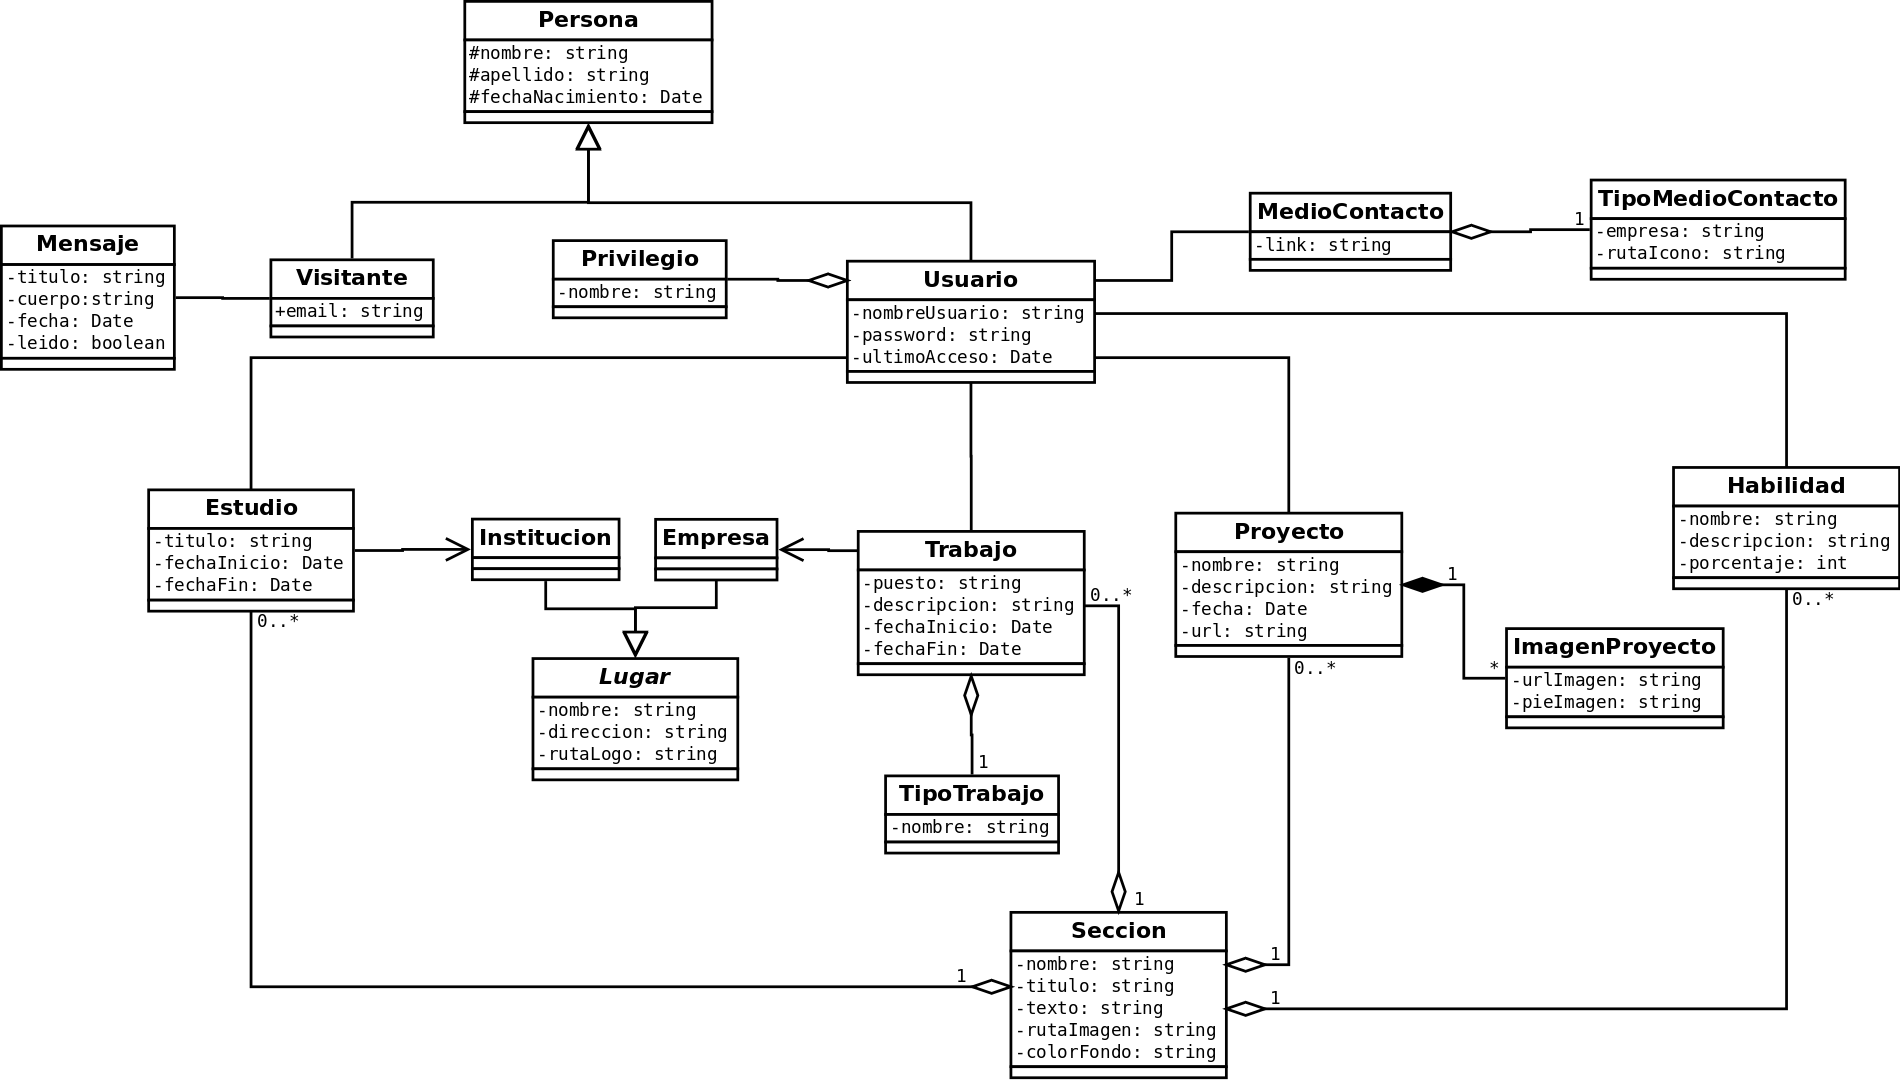 Persona
#nombre: string
#apellido: string
#fechaNacimiento: Date
Mensaje
-titulo: string
-cuerpo:string
-fecha: Date
-leido: boolean
Visitante
+email: string
Privilegio
-nombre: string
Usuario
-nombreUsuario: string
-password: string
-ultimoAcceso: Date
MedioContacto
-link: string
1
TipoMedioContacto
-empresa: string
-rutaIcono: string
Estudio
-titulo: string
-fechaInicio: Date
-fechaFin: Date
0..*
Institucion
Empresa
Lugar
-nombre: string
-direccion: string
-rutaLogo: string
Trabajo
-puesto: string
-descripcion: string
-fechaInicio: Date
-fechaFin: Date
0..*
1
TipoTrabajo
-nombre: string
Proyecto
-nombre: string
-descripcion: string
-fecha: Date
-url: string
1
0..*
*
ImagenProyecto
-urlImagen: string
-pieImagen: string
Habilidad
-nombre: string
-descripcion: string
-porcentaje: int
0..*
1
1
1
1
Seccion
-nombre: string
-titulo: string
-texto: string
-rutaImagen: string
-colorFondo: string